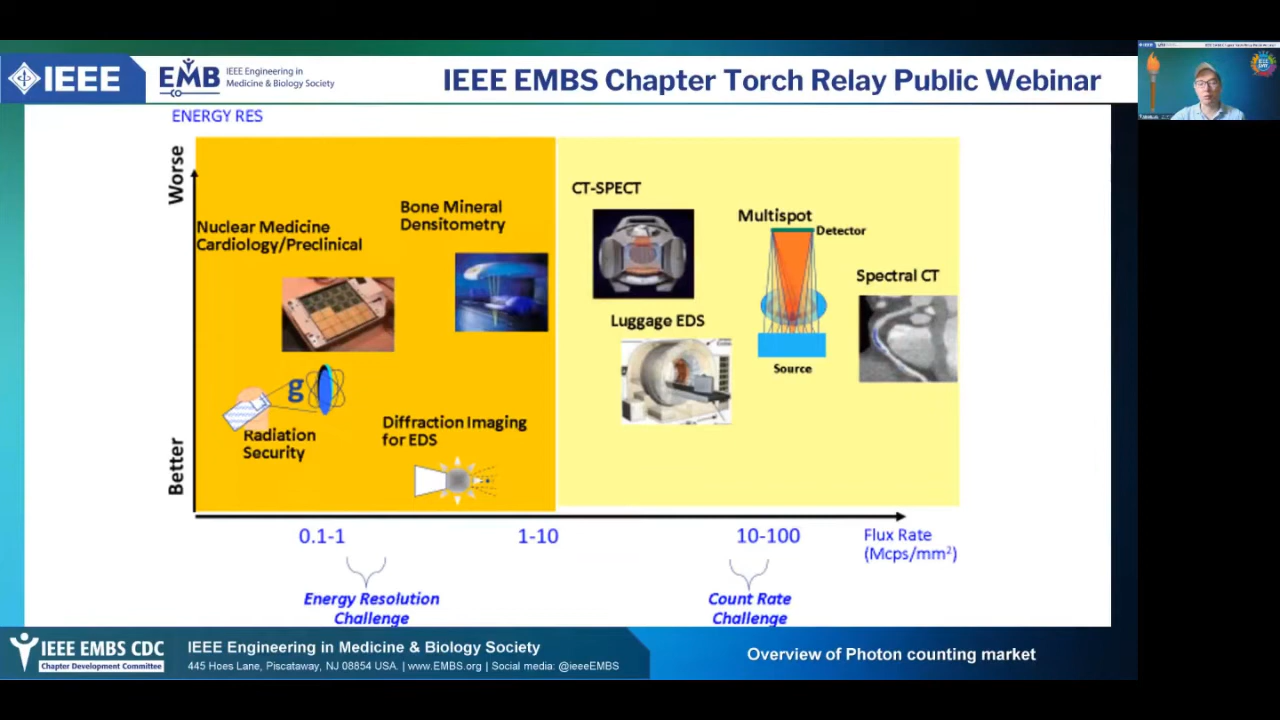 IEEE
EMB
IEEE Engineering in
Medicine & Biology Society
IEEE EMBS Chapter Torch Relay Public Webinar
ENERGY RES
Worse
Better
Nuclear Medicine
Cardiology/Preclinical
Bone Mineral
Densitometry
g
Radiation
Security
Diffraction Imaging
for EDS
CT-SPECT
Luggage EDS
Multispot
Detector
Source
Spectral CT
0.1-1
1-10
10-100
Flux Rate
(Mcps/mm²)
Energy Resolution
Challenge
Count Rate
Challenge
IEEE EMBS CDC
Chapter Development Committee
IEEE Engineering in Medicine & Biology Society
445 Hoes Lane, Piscataway, NJ 08854 USA. | www.EMBS.org | Social media: @ieeeEMBS
Overview of Photon counting market